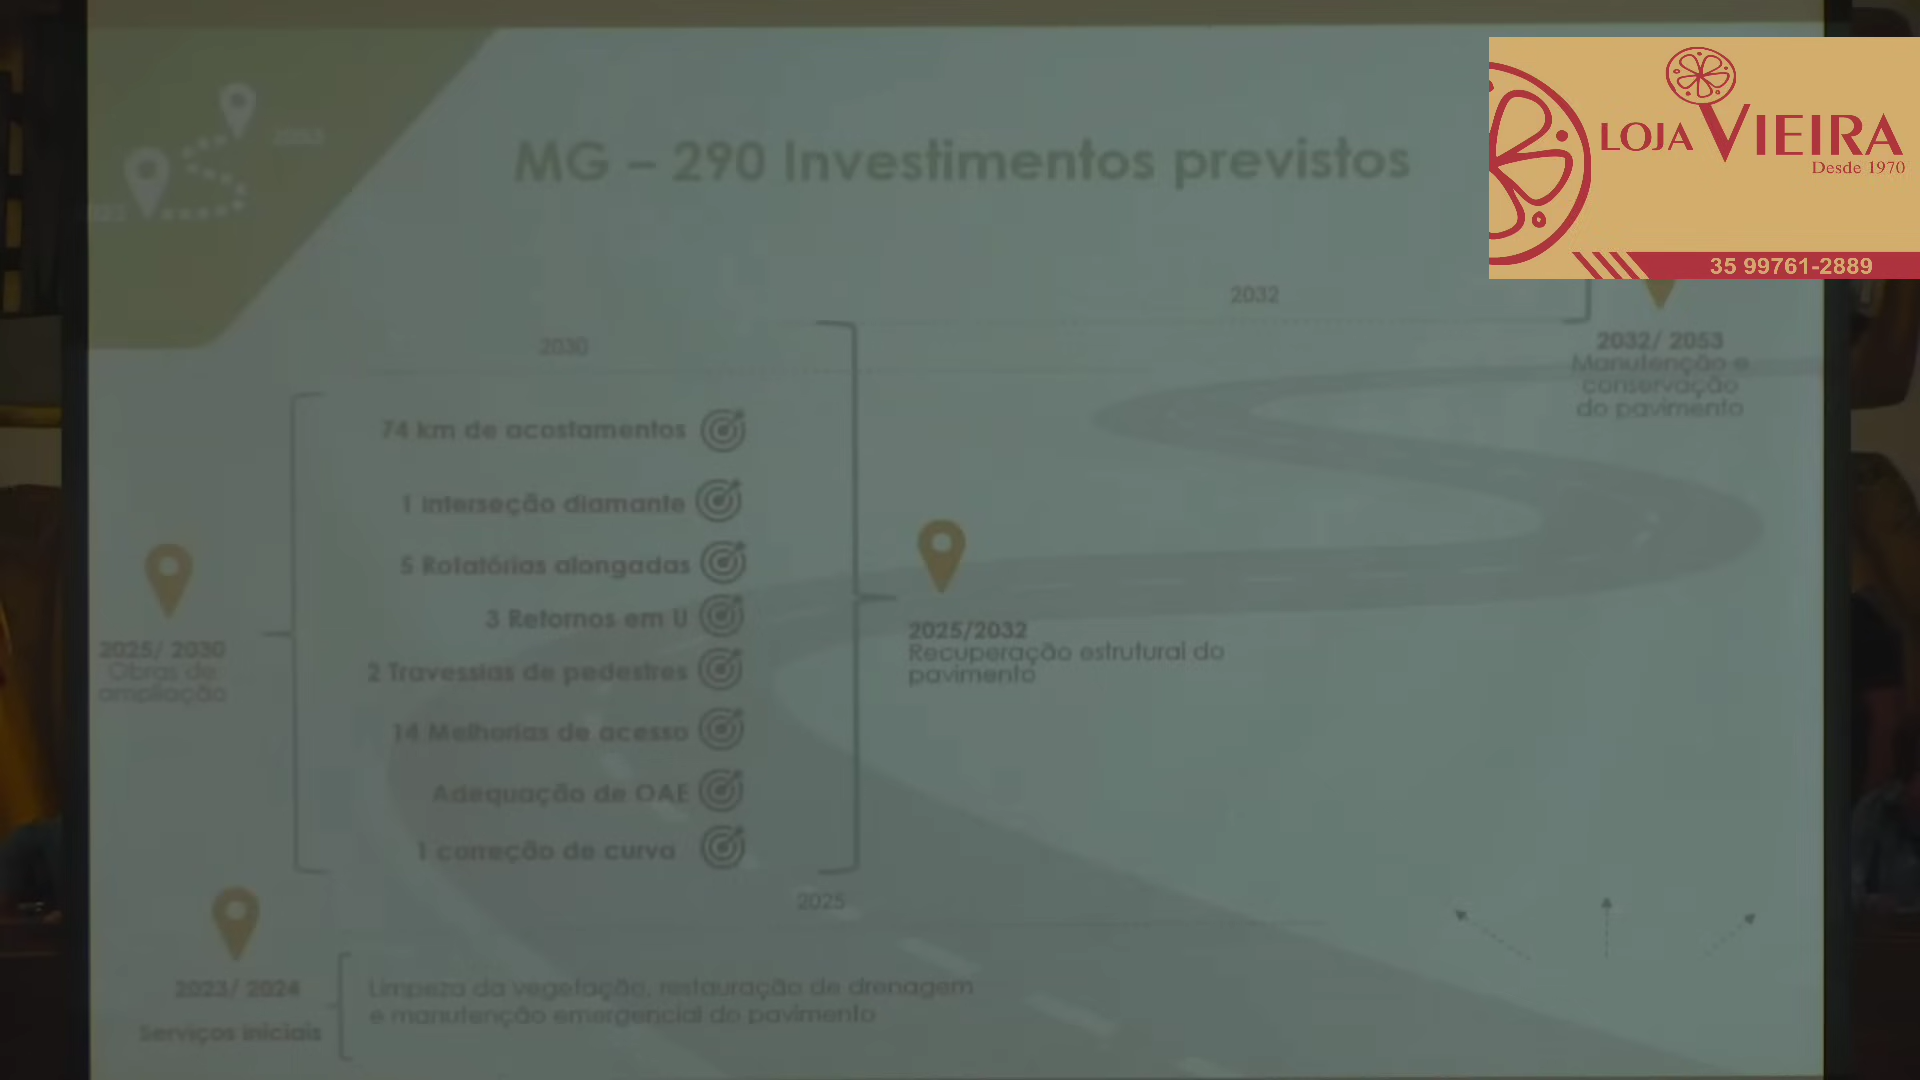 MG – 290 Investimentos previstos
LOJA VIEIRA
Desde 1970
35 99761-2889
2032
2032/ 2053
Manutenção e
conservação
do pavimento
2030
74 km de acostamentos
1 interseção diamante
5 Rotatórias alongadas
3 Retornos em U
2 Travessias de pedestres
14 Melhorias de acesso
Adequação de OAE
1 correção de curva
2025/ 2030
Obras de
ampliação
2025/2032
Recuperação estrutural do
pavimento
2025
2023/ 2024
Serviços iniciais
Limpeza da vegetação, restauração de drenagem
e manutenção emergencial do pavimento